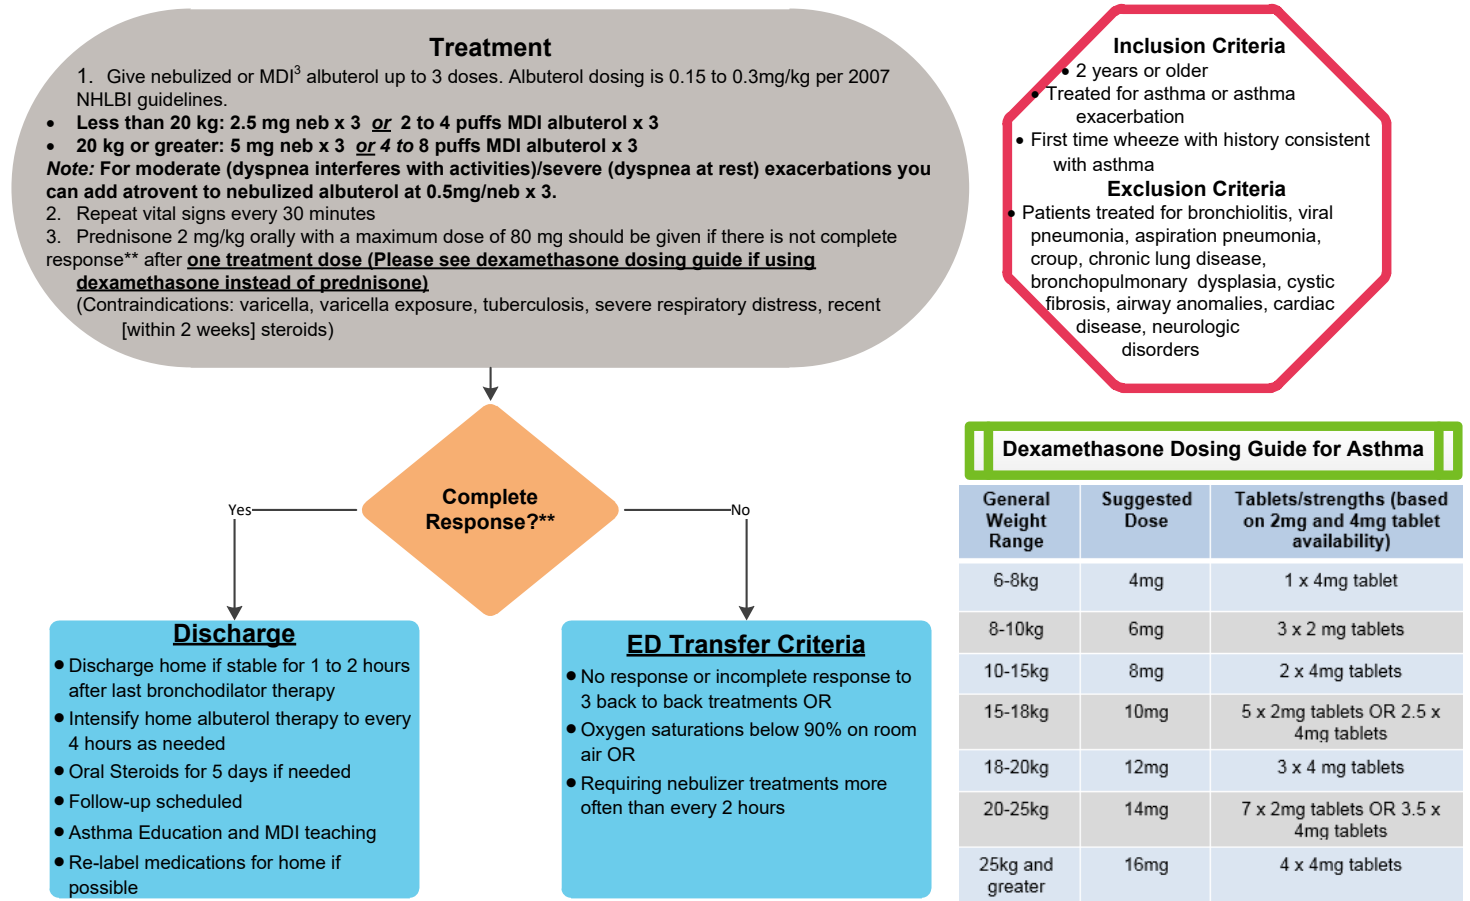 Treatment
1. Give nebulized or MDI3 albuterol up to 3 doses. Albuterol dosing is 0.15 to 0.3mg/kg per 2007
NHLBI guidelines.
• Less than 20 kg: 2.5 mg neb x 3 or 2 to 4 puffs MDI albuterol x 3
• 20 kg or greater: 5 mg neb x 3 or 4 to 8 puffs MDI albuterol x 3
Note: For moderate (dyspnea interferes with activities)/severe (dyspnea at rest) exacerbations you
can add atrovent to nebulized albuterol at 0.5mg/neb x 3.
2. Repeat vital signs every 30 minutes
3. Prednisone 2 mg/kg orally with a maximum dose of 80 mg should be given if there is not complete
response** after one treatment dose (Please see dexamethasone dosing guide if using
dexamethasone instead of prednisone)
(Contraindications: varicella, varicella exposure, tuberculosis, severe respiratory distress, recent
[within 2 weeks] steroids)
Inclusion Criteria
• 2 years or older
• Treated for asthma or asthma
exacerbation
• First time wheeze with history consistent
with asthma
Exclusion Criteria
• Patients treated for bronchiolitis, viral
pneumonia, aspiration pneumonia,
croup, chronic lung disease,
bronchopulmonary dysplasia, cystic
fibrosis, airway anomalies, cardiac
disease, neurologic
disorders
Complete
Response?**
Yes
No
Discharge
• Discharge home if stable for 1 to 2 hours
after last bronchodilator therapy
• Intensify home albuterol therapy to every
4 hours as needed
• Oral Steroids for 5 days if needed
• Follow-up scheduled
• Asthma Education and MDI teaching
• Re-label medications for home if
possible
ED Transfer Criteria
• No response or incomplete response to
3 back to back treatments OR
• Oxygen saturations below 90% on room
air OR
• Requiring nebulizer treatments more
often than every 2 hours
Dexamethasone Dosing Guide for Asthma
General Weight Range Suggested Dose Tablets/strengths (based on 2mg and 4mg tablet availability)
6-8kg 4mg 1 x 4mg tablet
8-10kg 6mg 3 x 2 mg tablets
10-15kg 8mg 2 x 4mg tablets
15-18kg 10mg 5 x 2mg tablets OR 2.5 x 4mg tablets
18-20kg 12mg 3 x 4 mg tablets
20-25kg 14mg 7 x 2mg tablets OR 3.5 x 4mg tablets
25kg and greater 16mg 4 x 4mg tablets